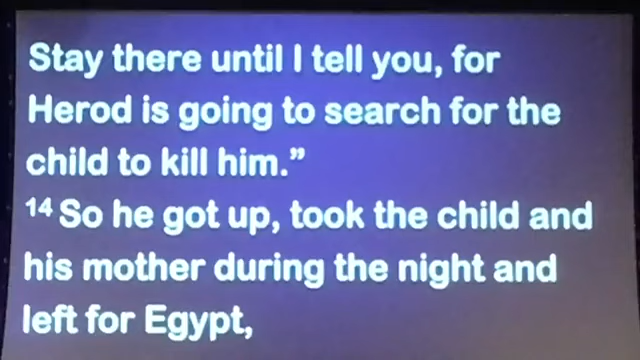 Stay there until I tell you, for
Herod is going to search for the
child to kill him.”
¹⁴ So he got up, took the child and
his mother during the night and
left for Egypt,